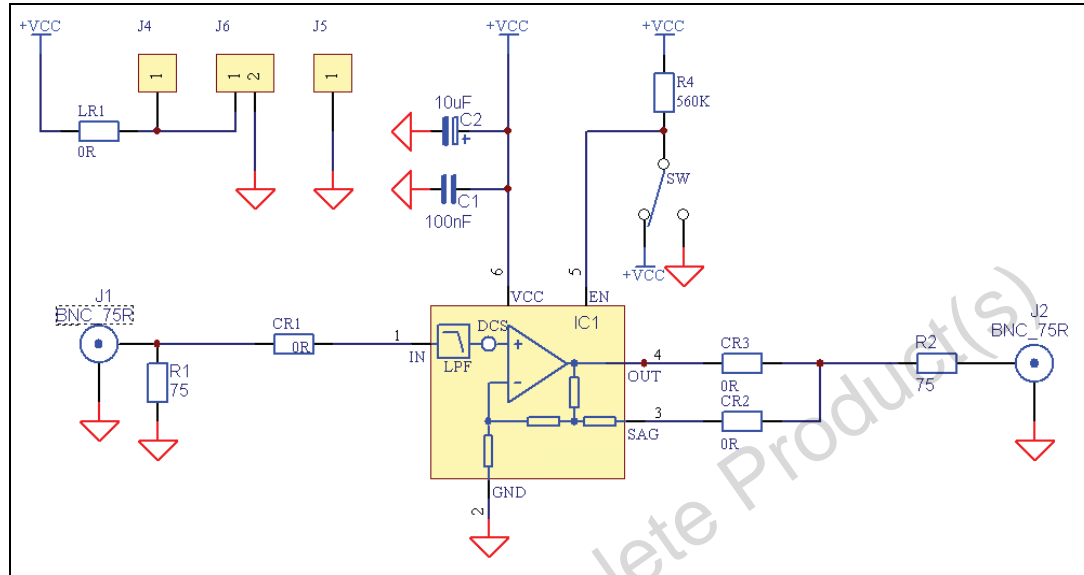 +VCC
J4
J6
J5
+VCC
+VCC
1
1 2
1
R4
560K
LR1
0R
10uF
C2
+
C1
100nF
SW
+VCC
6
5
VCC
EN
IC1
J1
BNC_75R
R1
75
CR1
0R
1
IN
LPF
DCS
+
-
OUT
4
SAG
3
GND
2
CR3
0R
CR2
0R
R2
75
J2
BNC_75R
lete Product(s)